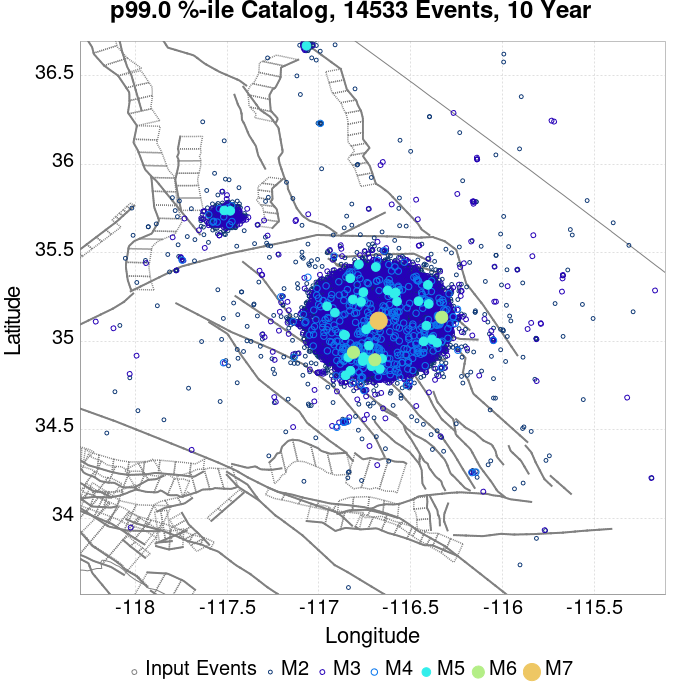 p99.0 %-ile Catalog, 14533 Events, 10 Year
36.5
36
35.5
35
34.5
34
Latitude
-118 -117.5 -117 -116.5 -116 -115.5
Longitude
Input Events M2 M3 M4 M5 M6 M7